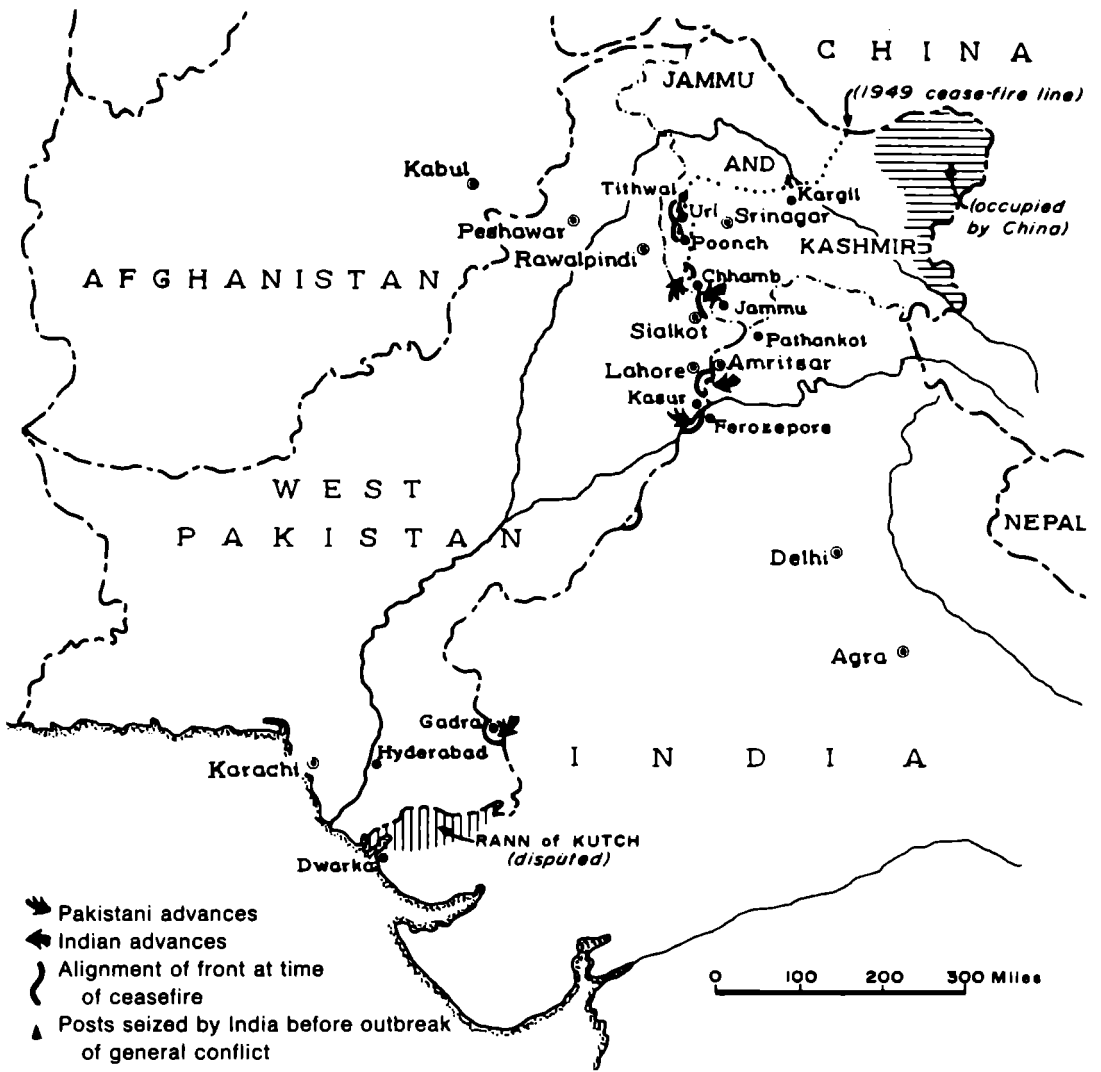 CHINA
JAMMU
(1949 cease-fire line)
AND
Kabul
Tithwal
Kargil
Uri
Srinagar
(occupied
by China)
Peshawar
Poonch
KASHMIR
Rawalpindi
AFGHANISTAN
Chhamb
Jammu
Sialkot
Pathankot
Lahore
Amritsar
Kasur
Ferozepore
WEST
PAKISTAN
NEPAL
Delhi
Agra
Gadra
Hyderabad
INDIA
Karachi
RANN of KUTCH
(disputed)
Dwarka
Pakistani advances
Indian advances
Alignment of front at time
of ceasefire
Posts seized by India before outbreak
of general conflict
0 100 200 300 Miles